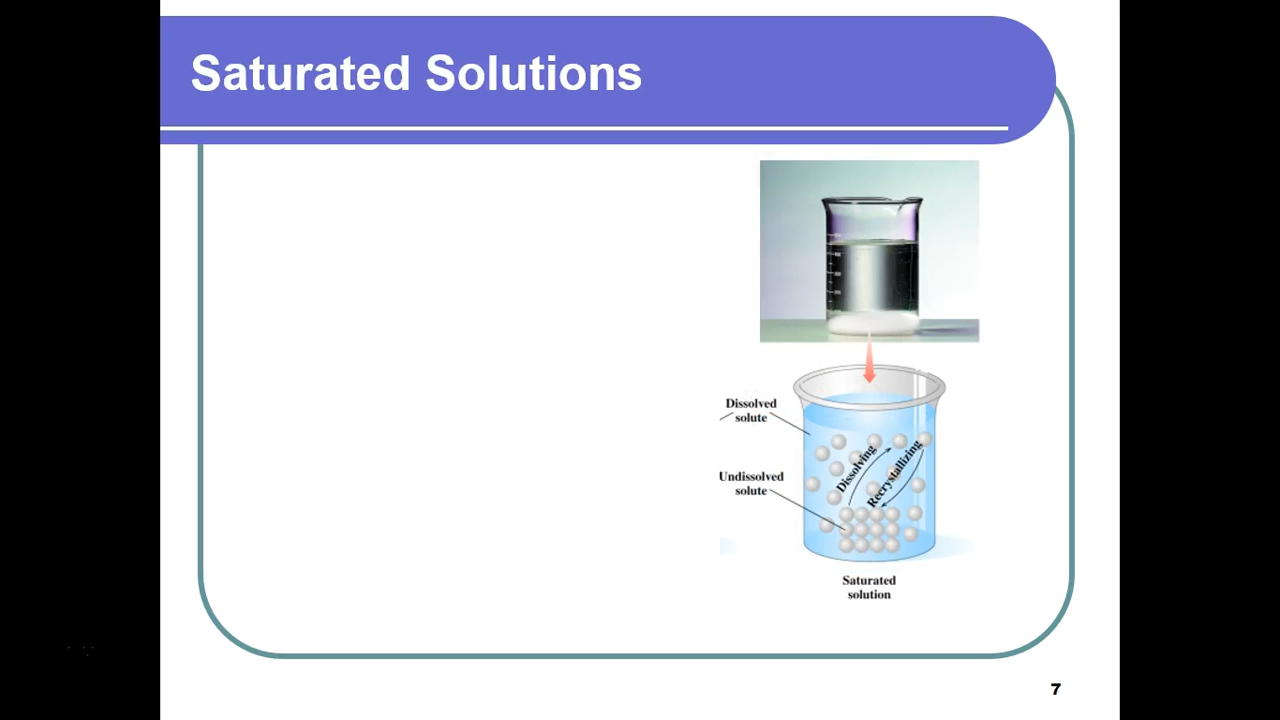 Saturated Solutions
Dissolved
solute
Undissolved
solute
Dissolving
Recrystallizing
Saturated
solution
7